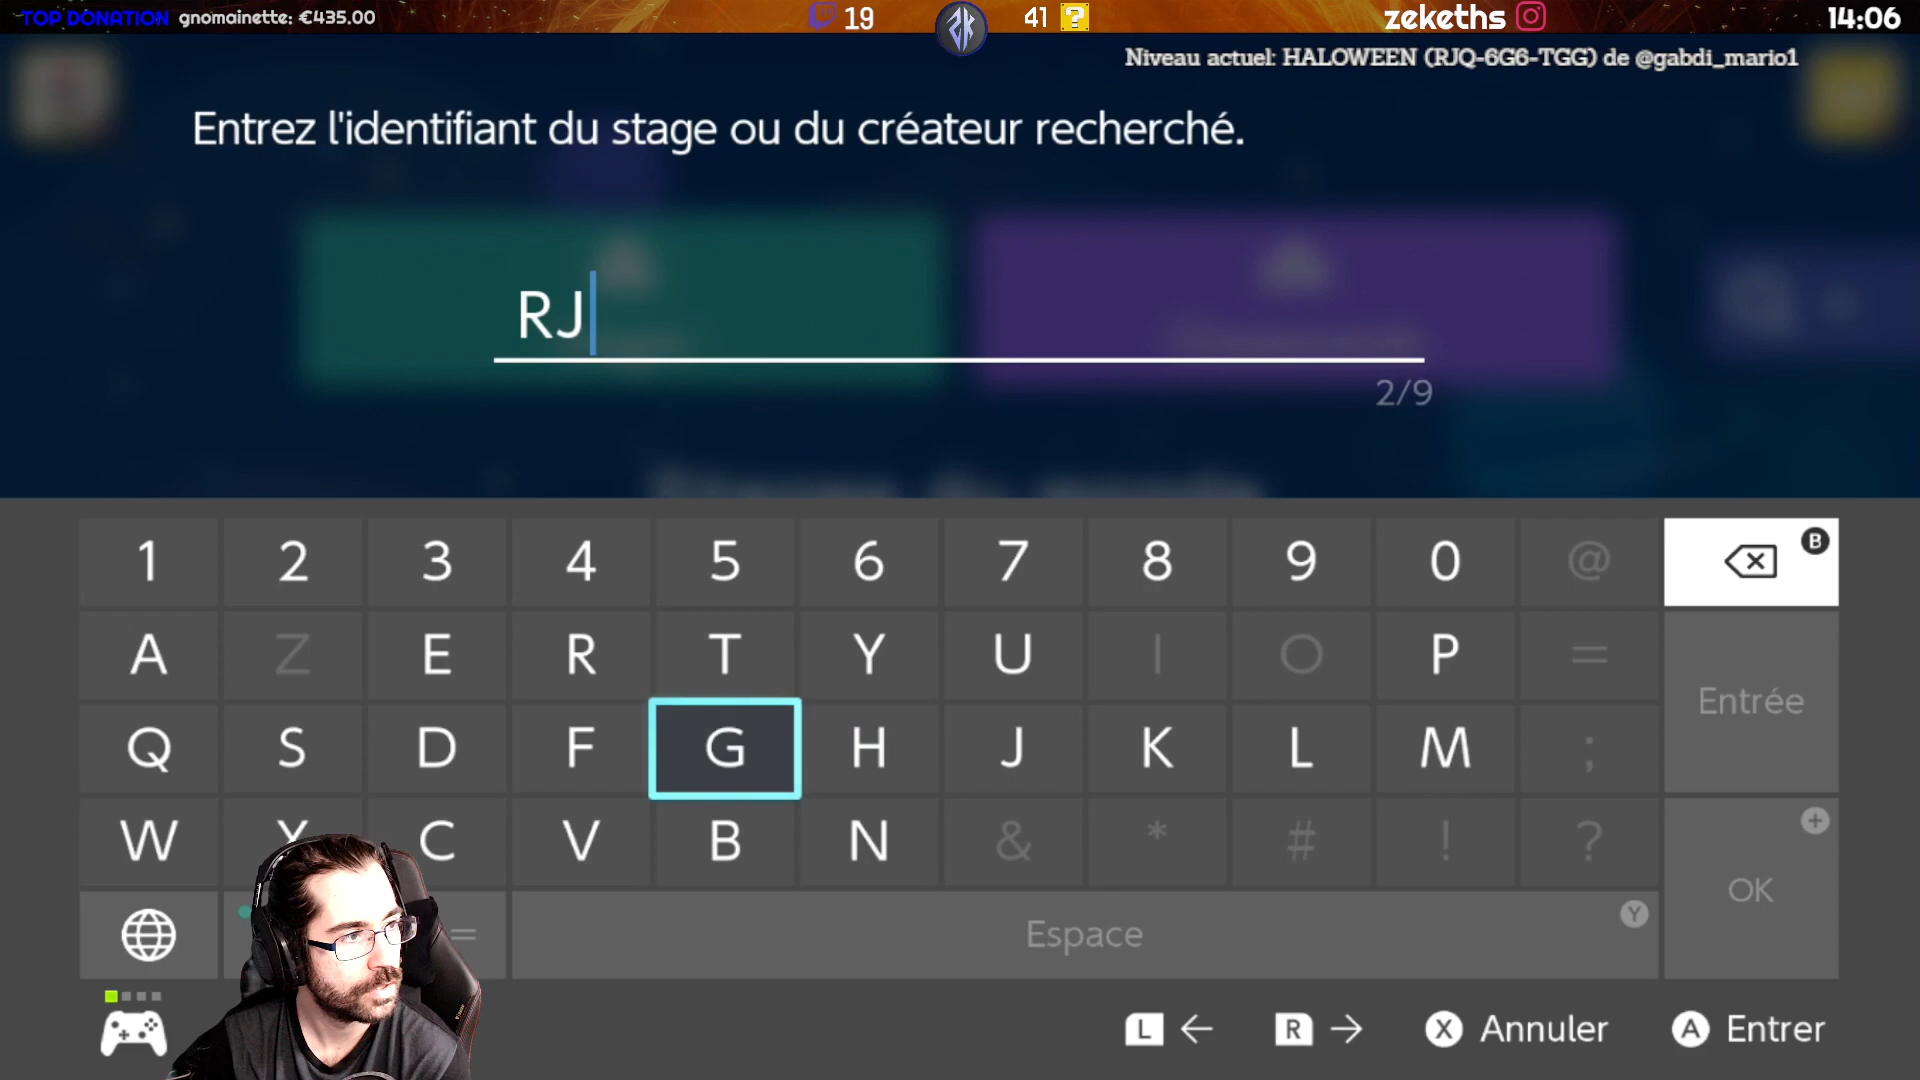 TOP DONATION gnomainette: €435.00
19
41 ?
zekeths
14:06
Niveau actuel: HALOWEEN (RJQ-6G6-TGG) de @gabdi_mario1
Entrez l'identifiant du stage ou du créateur recherché.
RJ
2/9
1 2 3 4 5 6 7 8 9 0 @ B
A Z E R T Y U I O P =
Entrée
Q S D F G H J K L M ;
W X C V B N & * # ! ? +
OK
= Espace Y
L ← R → X Annuler A Entrer